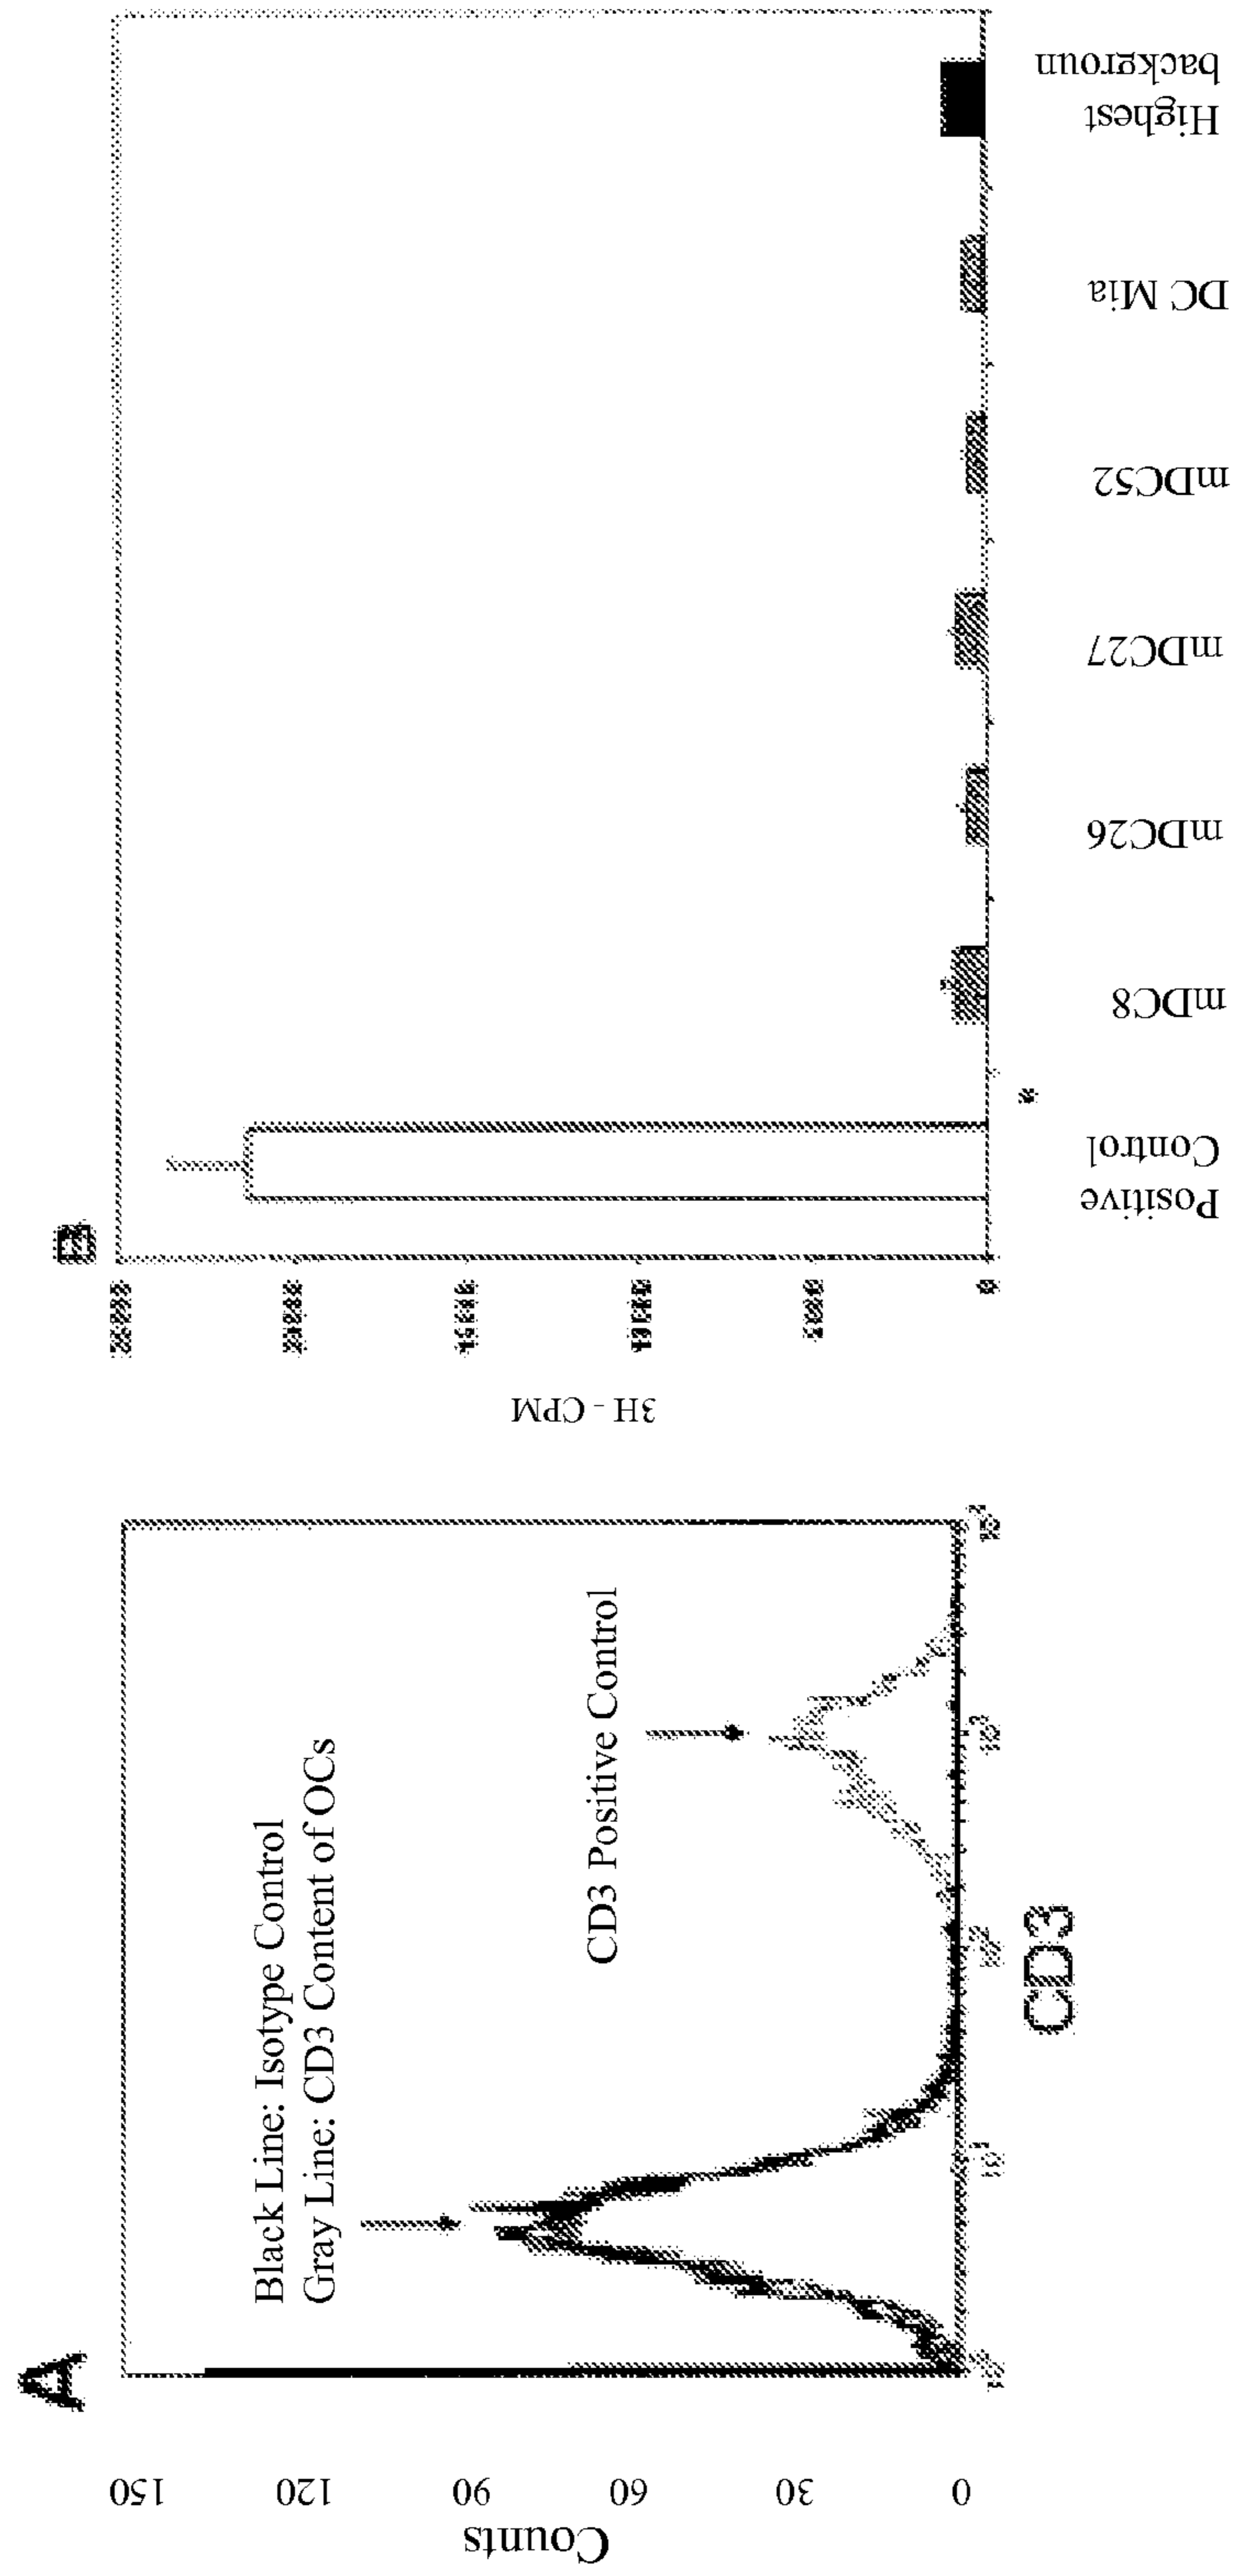 A
Counts
150
120
90
60
30
0
Black Line: Isotype Control
Gray Line: CD3 Content of OCs
CD3 Positive Control
CD3
B
3H - CPM
0
Positive
Control
*
mDC8
mDC26
mDC27
mDC52
DC Mia
Highest
backgroun